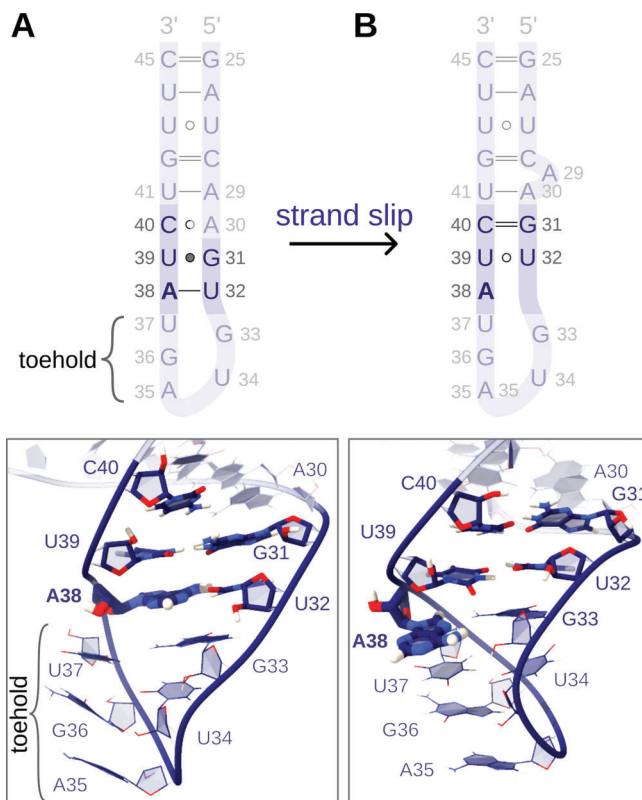 A
B
3' 5'
3' 5'
45 C G 25
U A
U U
G C
41 U A 29
40 C A 30
39 U G 31
38 A U 32
37 U
G 33
36 G
U 34
35 A
toehold
strand slip
45 C G 25
U A
U U
G C
A 29
41 U A 30
40 C G 31
39 U U 32
38 A
37 U
G 33
36 G
U 34
35 A 35
C40
A30
U39
G31
A38
U32
U37
G33
G36
U34
A35
toehold
A30
C40
G31
U39
U32
G33
A38
U37
U34
G36
A35